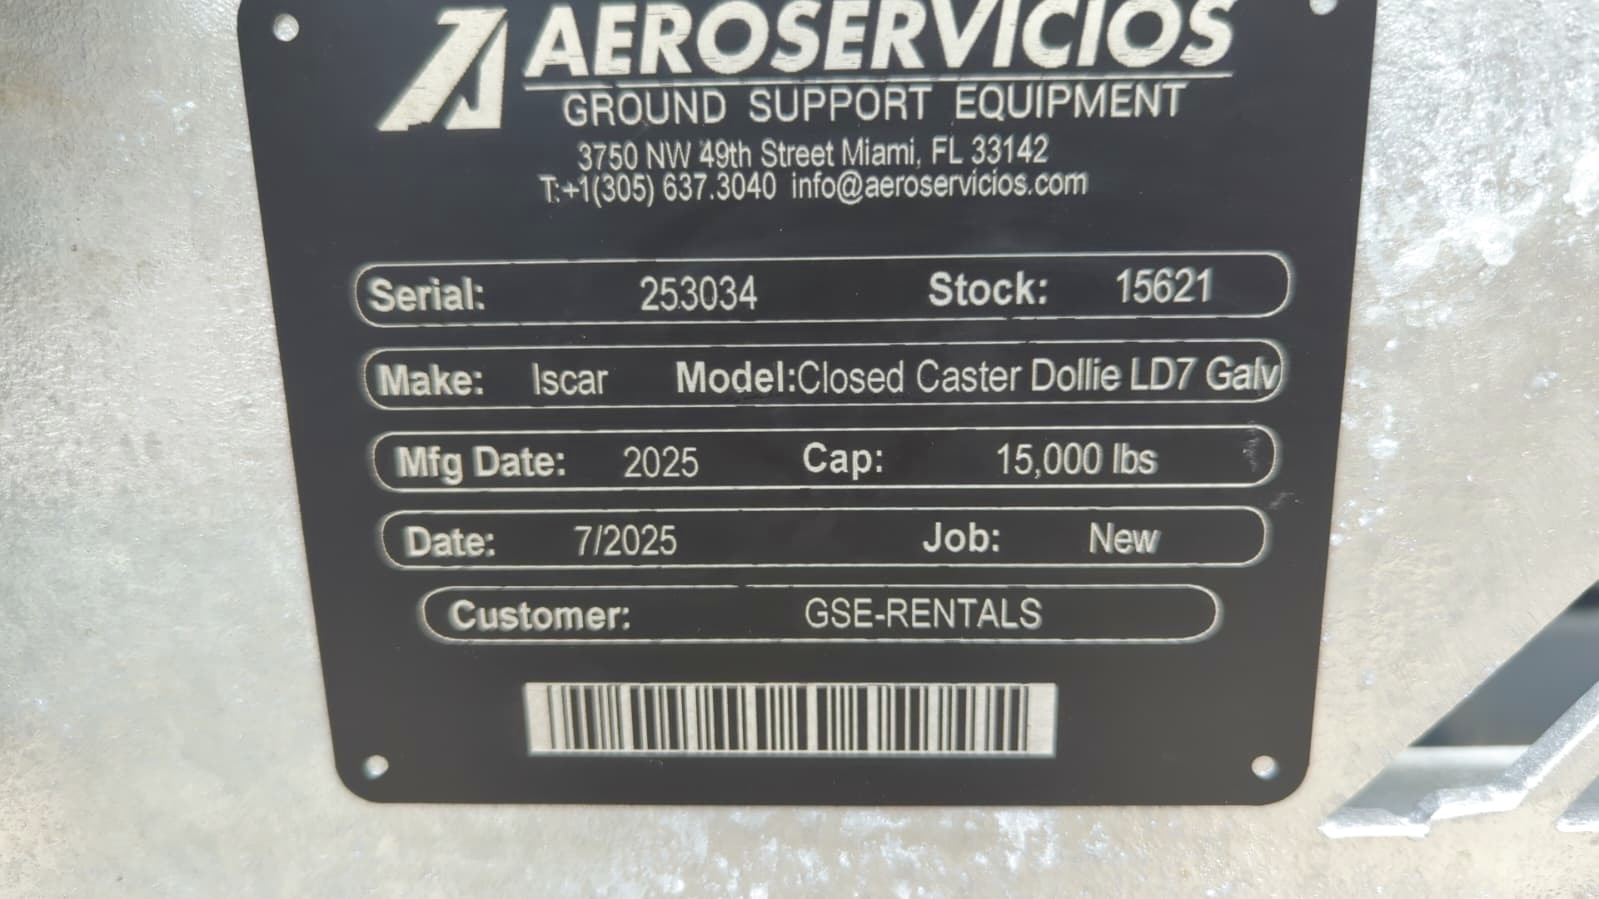 AEROSERVICIOS
GROUND SUPPORT EQUIPMENT
3750 NW 49th Street Miami, FL 33142
T:+1(305) 637.3040 info@aeroservicios.com
Serial: 253034 Stock: 15621
Make: Iscar Model:Closed Caster Dollie LD7 Galv
Mfg Date: 2025 Cap: 15,000 lbs
Date: 7/2025 Job: New
Customer: GSE-RENTALS